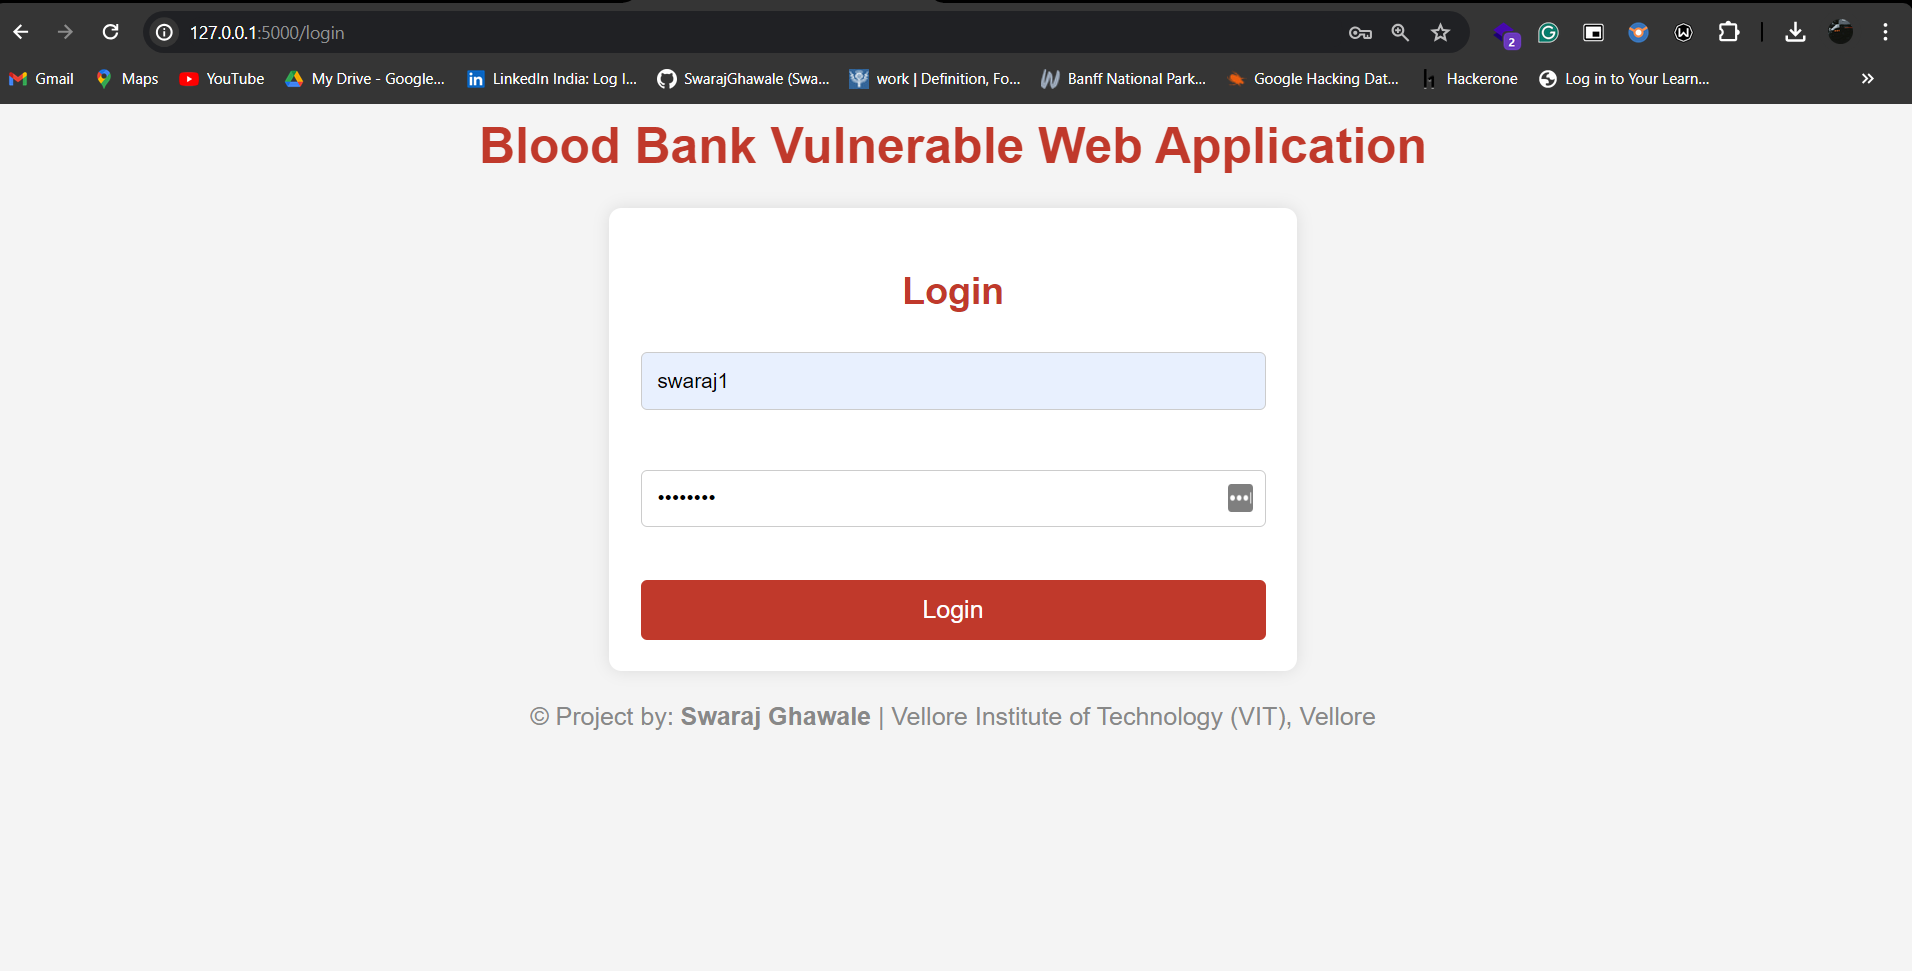 127.0.0.1:5000/login
2
Gmail Maps YouTube My Drive - Google... LinkedIn India: Log I... SwarajGhawale (Swa... work | Definition, Fo... Banff National Park... Google Hacking Dat... Hackerone Log in to Your Learn... »
Blood Bank Vulnerable Web Application
Login
swaraj1
••••••••
Login
© Project by: Swaraj Ghawale | Vellore Institute of Technology (VIT), Vellore